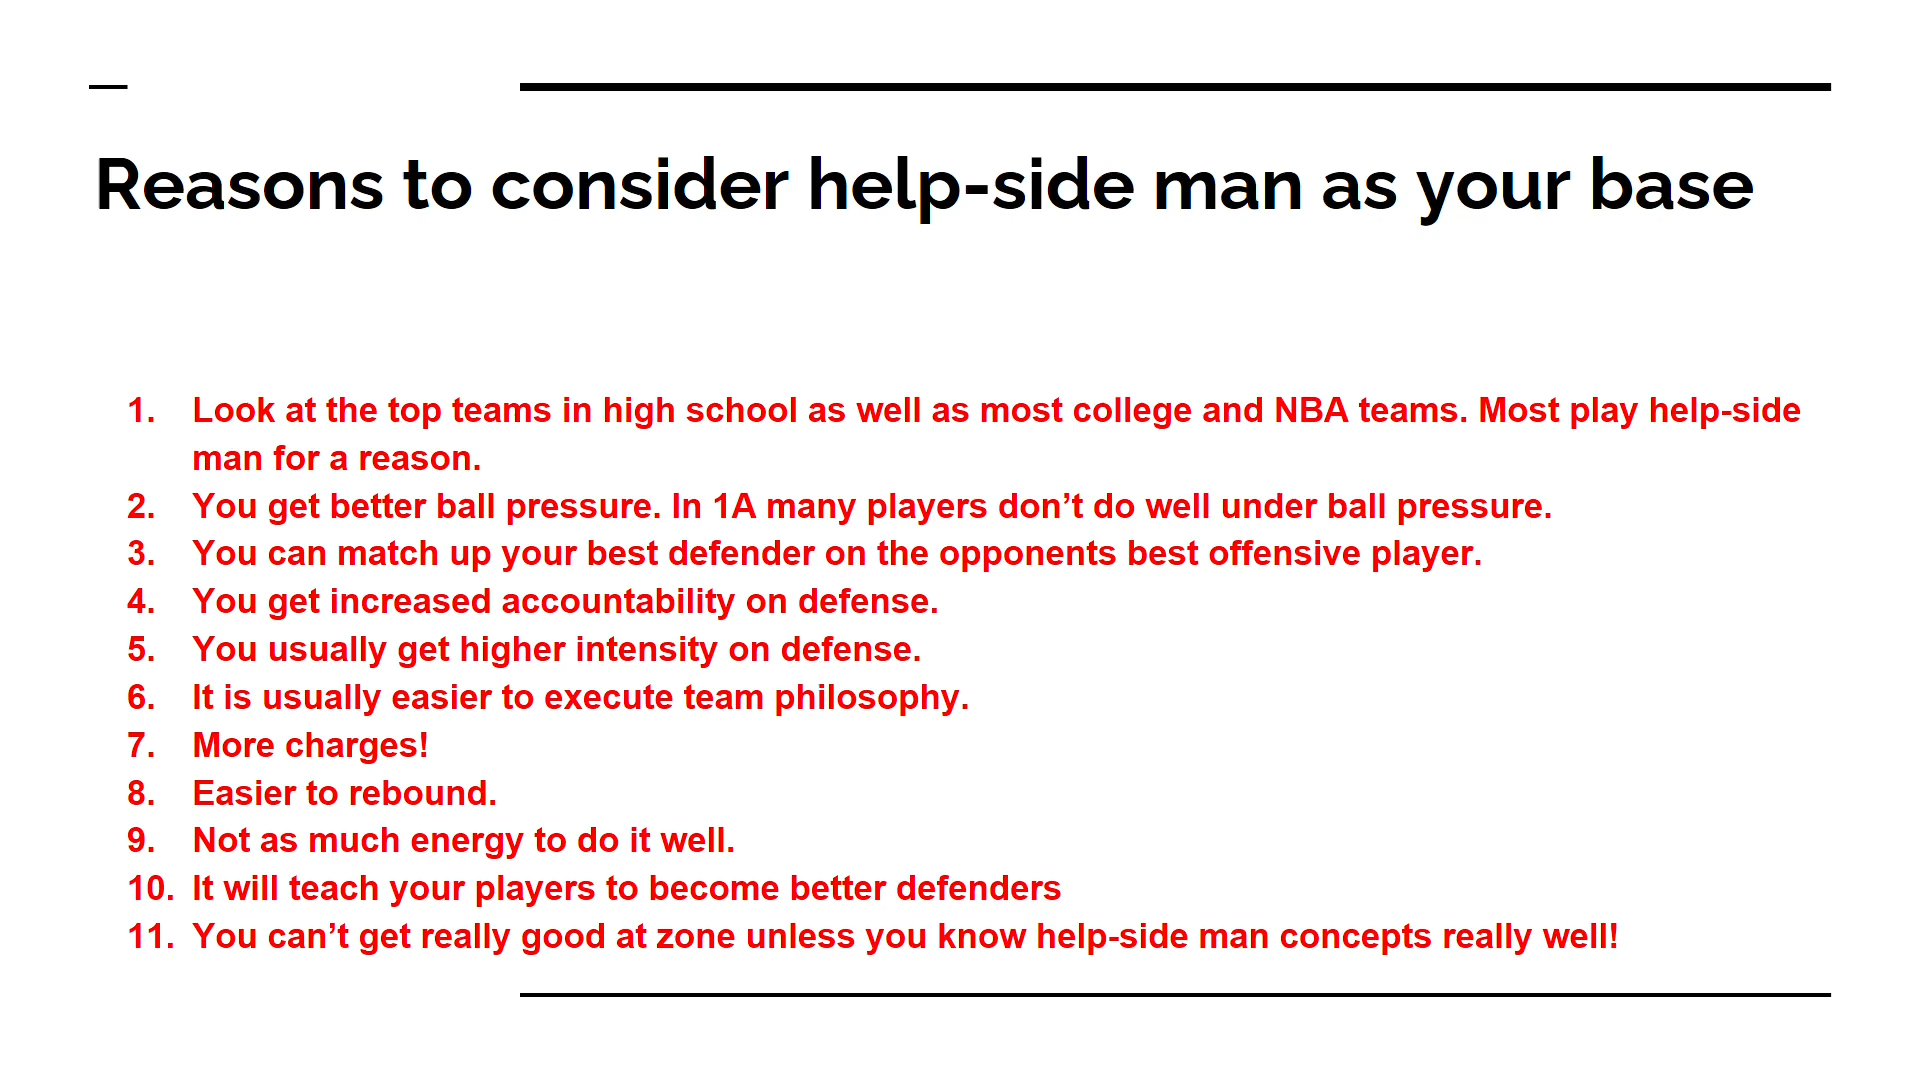 Reasons to consider help-side man as your base
1. Look at the top teams in high school as well as most college and NBA teams. Most play help-side
man for a reason.
2. You get better ball pressure. In 1A many players don’t do well under ball pressure.
3. You can match up your best defender on the opponents best offensive player.
4. You get increased accountability on defense.
5. You usually get higher intensity on defense.
6. It is usually easier to execute team philosophy.
7. More charges!
8. Easier to rebound.
9. Not as much energy to do it well.
10. It will teach your players to become better defenders
11. You can’t get really good at zone unless you know help-side man concepts really well!